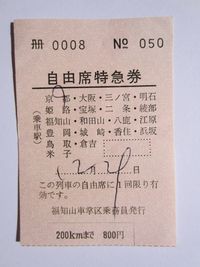 冊 0008 № 050
自由席特急券
(乗車駅)
京都・大阪・三ノ宮・明石
姫路・宝塚・二条・綾部
福知山・和田山・八鹿・江原
豊岡・城崎・香住・浜坂
鳥取・倉吉
米子
月 日
この列車の自由席に1回限り有
効です。
福知山車掌区乗務員発行
200kmまで 800円